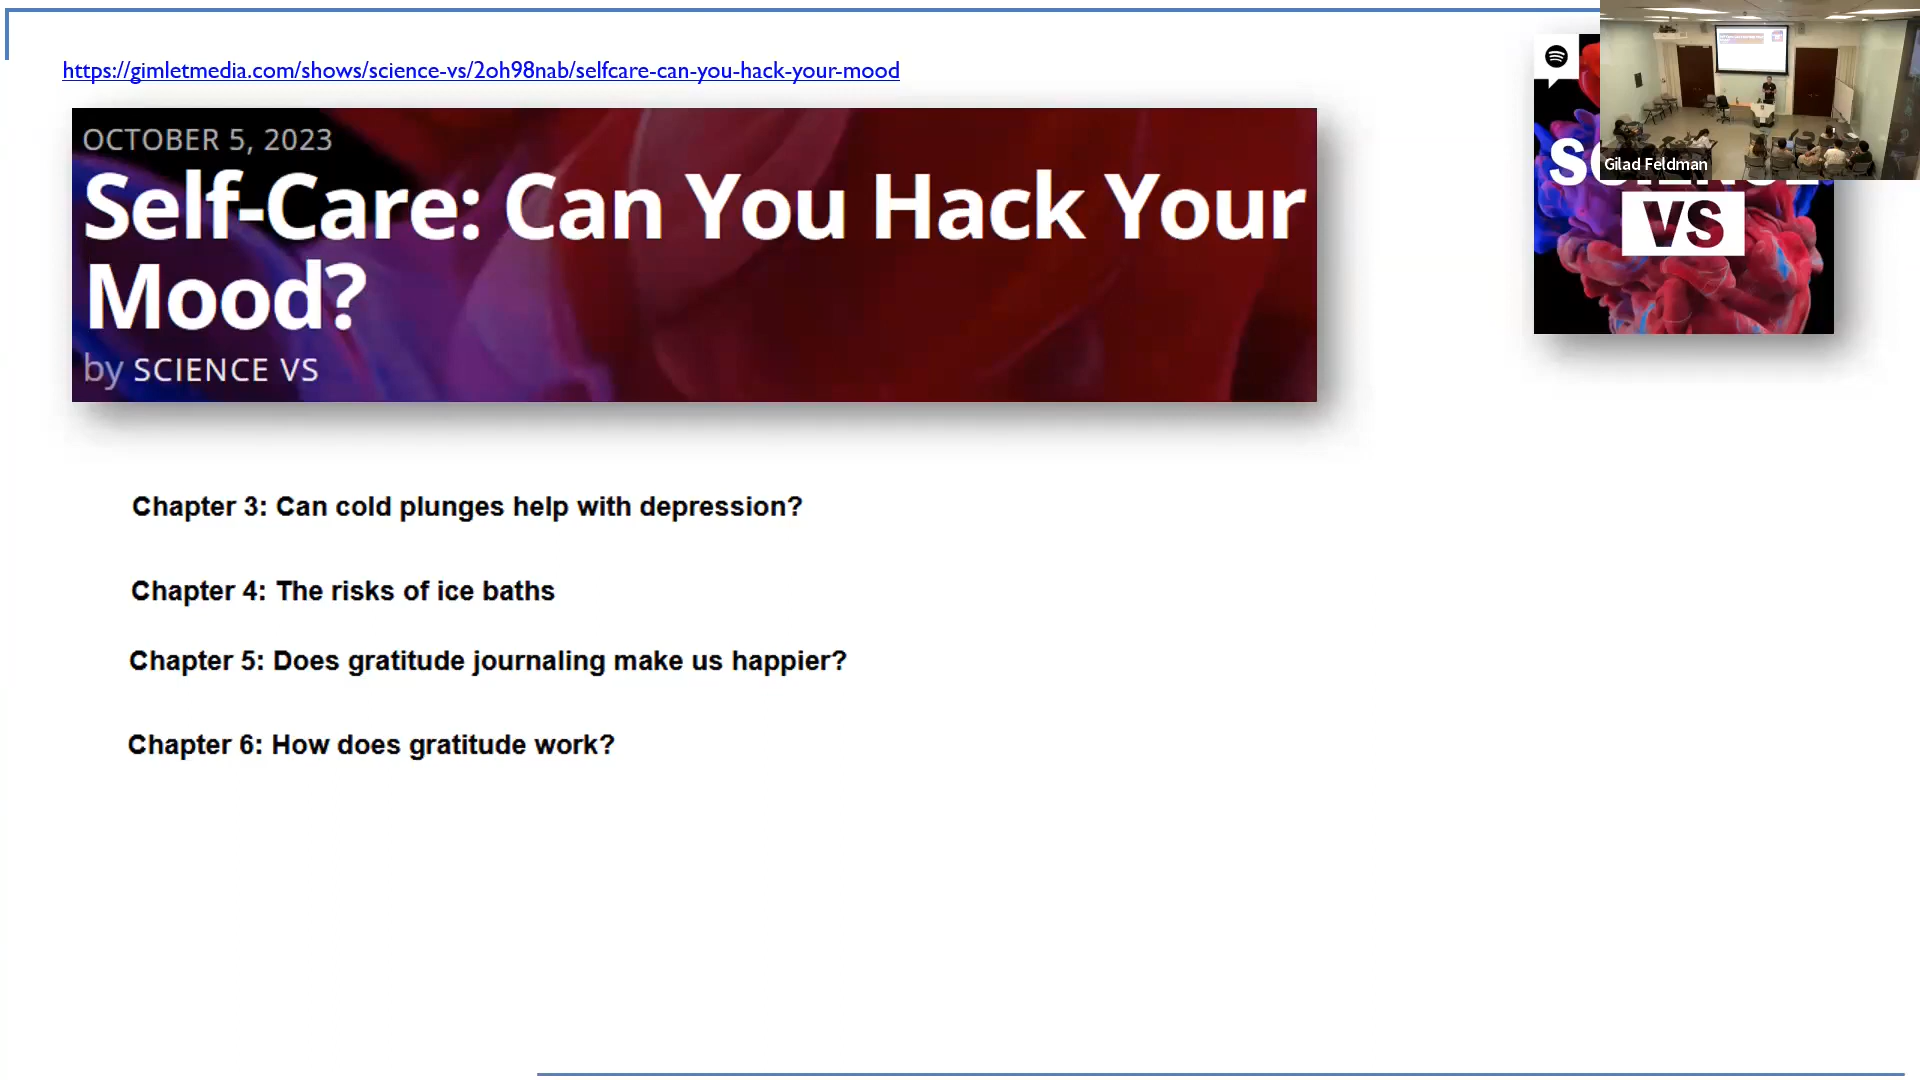 https://gimletmedia.com/shows/science-vs/2oh98nab/selfcare-can-you-hack-your-mood
OCTOBER 5, 2023
Self-Care: Can You Hack Your
Mood?
by SCIENCE VS
VS
Gilad Feldman
Chapter 3: Can cold plunges help with depression?
Chapter 4: The risks of ice baths
Chapter 5: Does gratitude journaling make us happier?
Chapter 6: How does gratitude work?